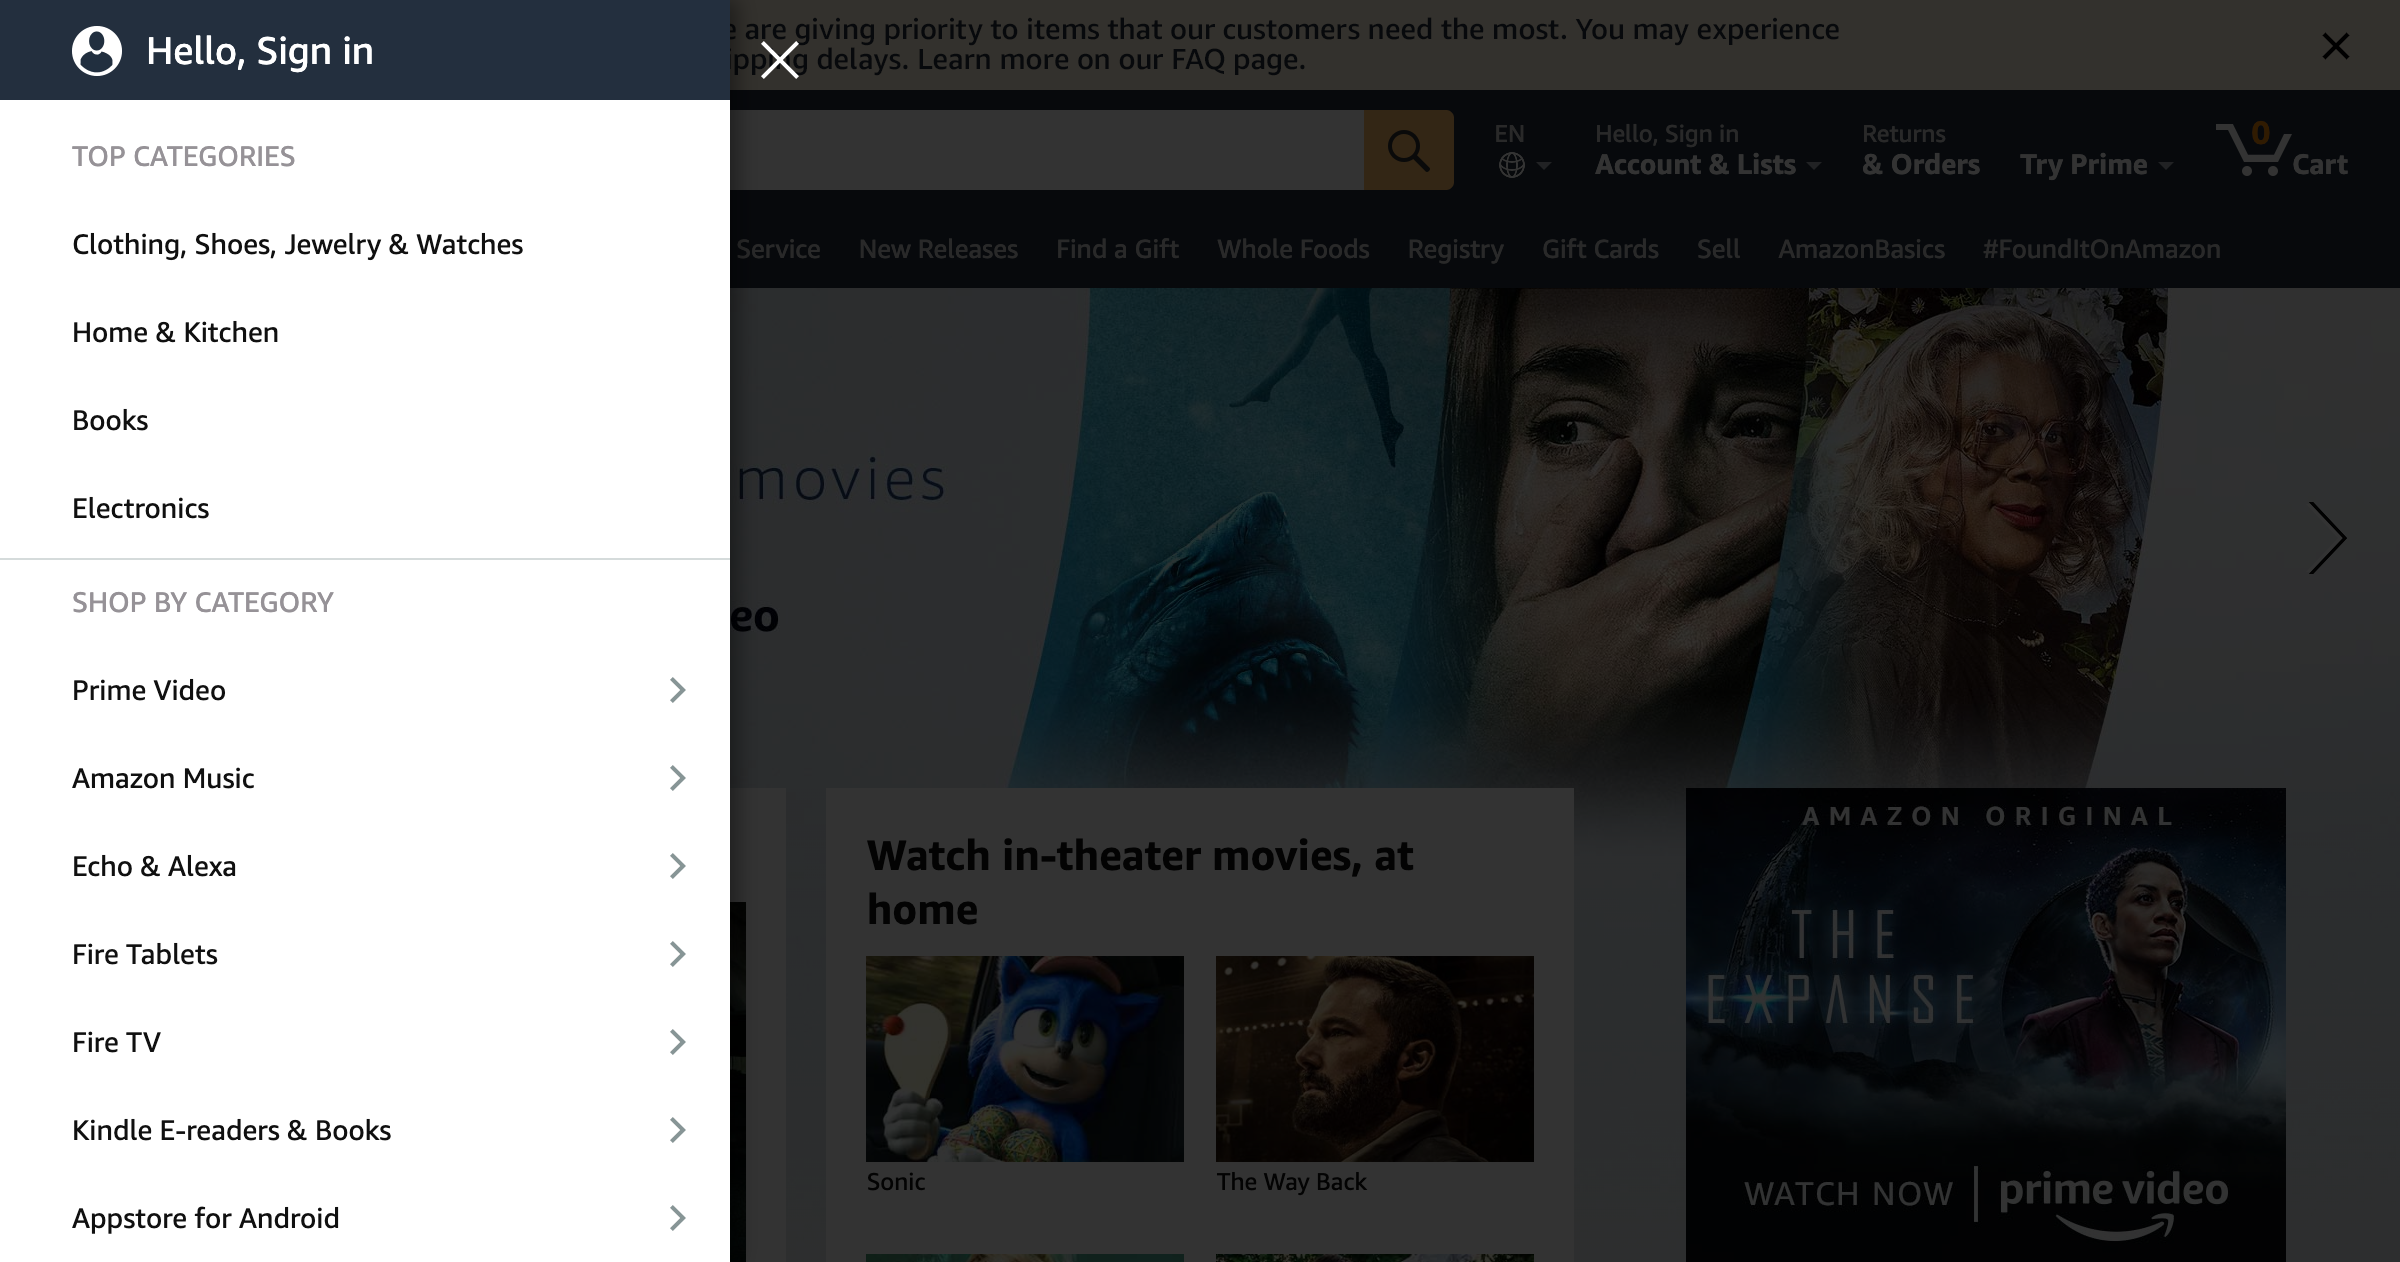 Hello, Sign in
TOP CATEGORIES
Clothing, Shoes, Jewelry & Watches
Home & Kitchen
Books
Electronics
SHOP BY CATEGORY
Prime Video
Amazon Music
Echo & Alexa
Fire Tablets
Fire TV
Kindle E-readers & Books
Appstore for Android
are giving priority to items that our customers need the most. You may experience
delays. Learn more on our FAQ page.
EN
Hello, Sign in
Account & Lists
Returns
& Orders
Try Prime
0
Cart
Service
New Releases
Find a Gift
Whole Foods
Registry
Gift Cards
Sell
AmazonBasics
#FoundItOnAmazon
movies
eo
Watch in-theater movies, at
home
Sonic
The Way Back
AMAZON ORIGINAL
THE
EXPANSE
WATCH NOW | prime video